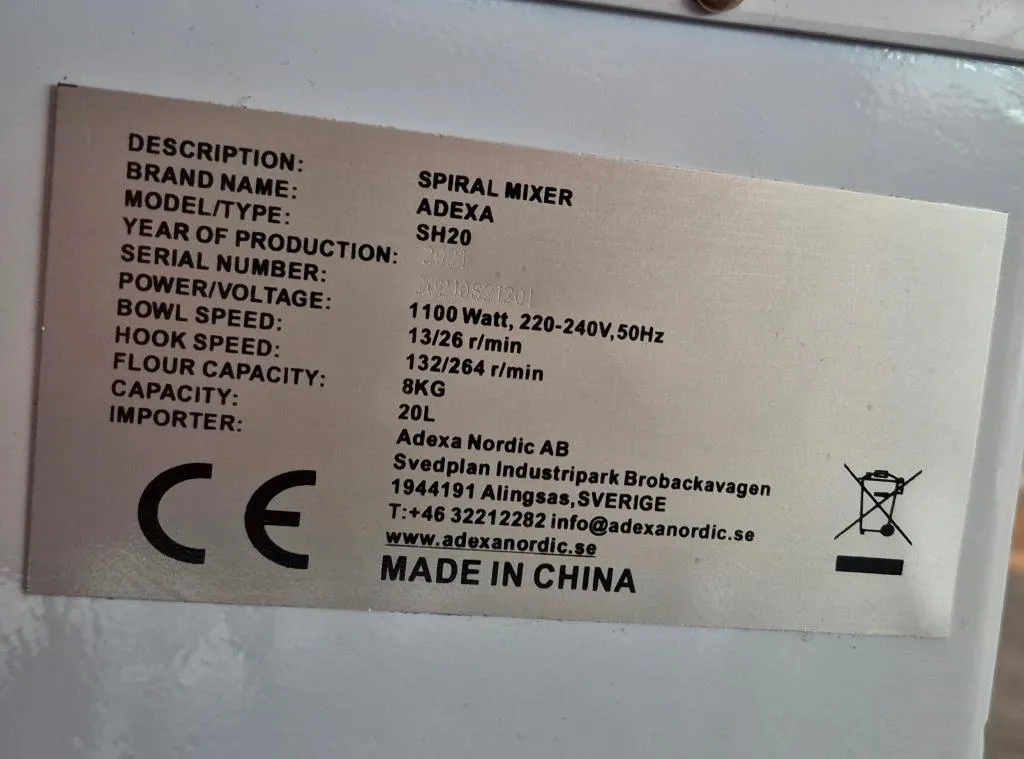 DESCRIPTION: SPIRAL MIXER
BRAND NAME: ADEXA
MODEL/TYPE: SH20
YEAR OF PRODUCTION: 2021
SERIAL NUMBER: 20210S21201
POWER/VOLTAGE: 1100 Watt, 220-240V,50Hz
BOWL SPEED: 13/26 r/min
HOOK SPEED: 132/264 r/min
FLOUR CAPACITY: 8KG
CAPACITY: 20L
IMPORTER: Adexa Nordic AB
Svedplan Industripark Brobackavagen
1944191 Alingsas,SVERIGE
T:+46 32212282 info@adexanordic.se
www.adexanordic.se
CE
MADE IN CHINA